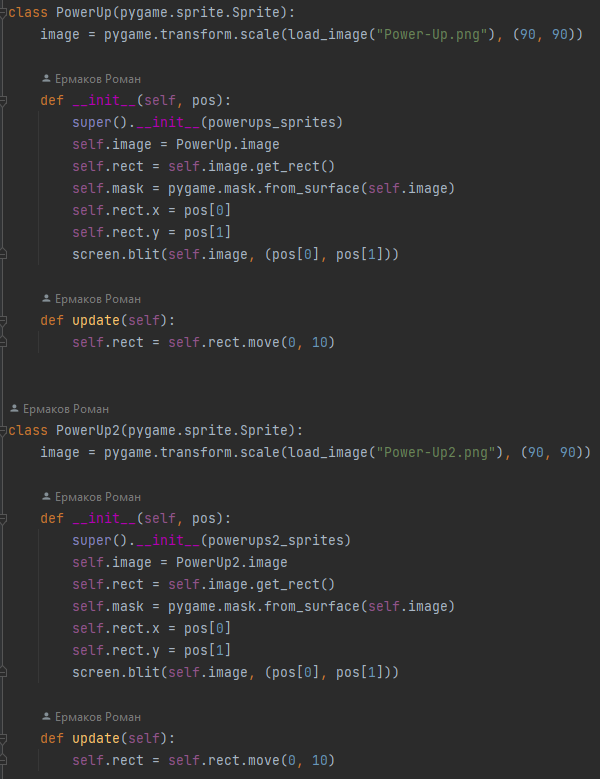 class PowerUp(pygame.sprite.Sprite):
    image = pygame.transform.scale(load_image("Power-Up.png"), (90, 90))
    Ермаков Роман
    def __init__(self, pos):
        super().__init__(powerups_sprites)
        self.image = PowerUp.image
        self.rect = self.image.get_rect()
        self.mask = pygame.mask.from_surface(self.image)
        self.rect.x = pos[0]
        self.rect.y = pos[1]
        screen.blit(self.image, (pos[0], pos[1]))
    Ермаков Роман
    def update(self):
        self.rect = self.rect.move(0, 10)
Ермаков Роман
class PowerUp2(pygame.sprite.Sprite):
    image = pygame.transform.scale(load_image("Power-Up2.png"), (90, 90))
    Ермаков Роман
    def __init__(self, pos):
        super().__init__(powerups2_sprites)
        self.image = PowerUp2.image
        self.rect = self.image.get_rect()
        self.mask = pygame.mask.from_surface(self.image)
        self.rect.x = pos[0]
        self.rect.y = pos[1]
        screen.blit(self.image, (pos[0], pos[1]))
    Ермаков Роман
    def update(self):
        self.rect = self.rect.move(0, 10)